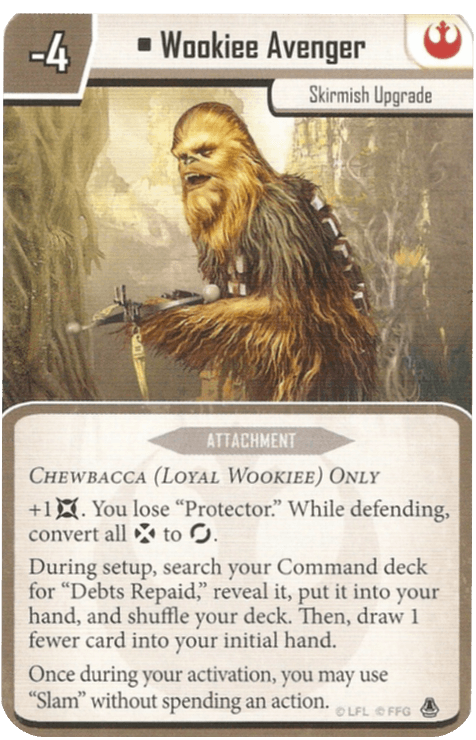 -4
Wookiee Avenger
Skirmish Upgrade
ATTACHMENT
CHEWBACCA (LOYAL WOOKIEE) ONLY
+1. You lose “Protector.” While defending,
convert all to .
During setup, search your Command deck
for “Debts Repaid,” reveal it, put it into your
hand, and shuffle your deck. Then, draw 1
fewer card into your initial hand.
Once during your activation, you may use
“Slam” without spending an action.
© LFL © FFG